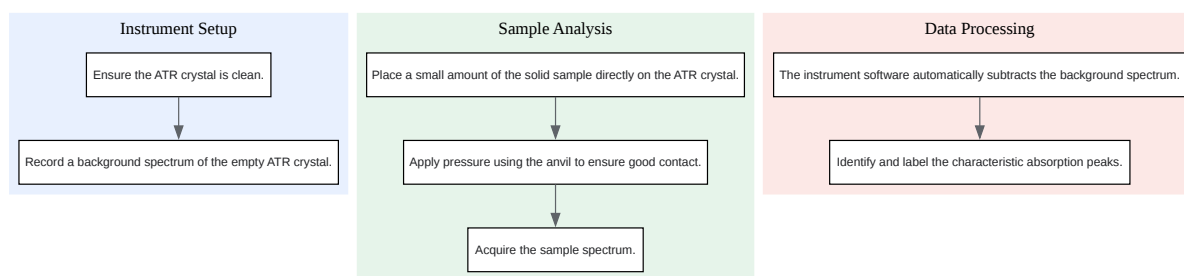 Instrument Setup
Ensure the ATR crystal is clean.
Record a background spectrum of the empty ATR crystal.
Sample Analysis
Place a small amount of the solid sample directly on the ATR crystal.
Apply pressure using the anvil to ensure good contact.
Acquire the sample spectrum.
Data Processing
The instrument software automatically subtracts the background spectrum.
Identify and label the characteristic absorption peaks.